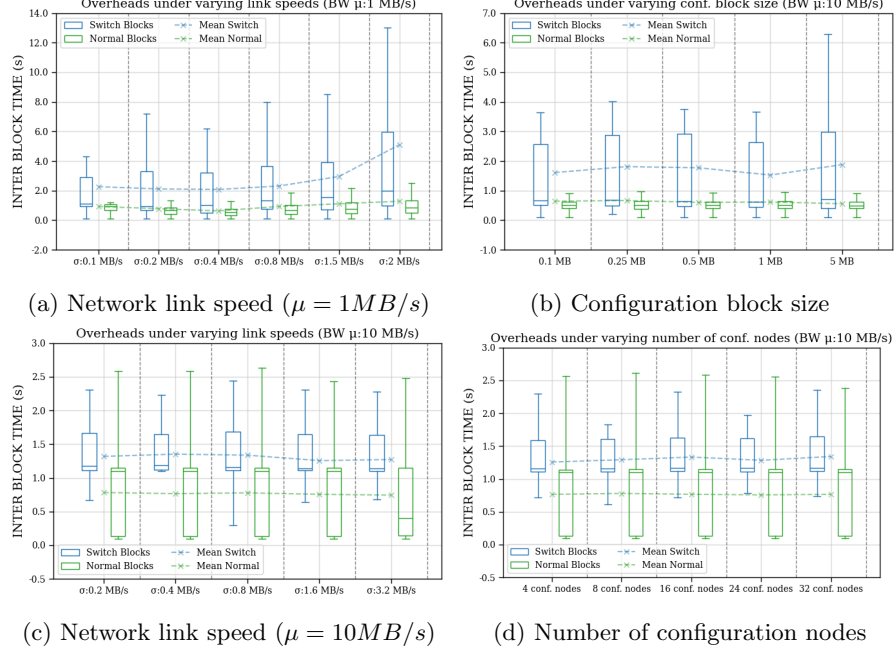 Overheads under varying link speeds (BW μ:1 MB/s)
INTER BLOCK TIME (s)
14.0
12.0
10.0
8.0
6.0
4.0
2.0
0.0
-2.0
Switch Blocks
Normal Blocks
Mean Switch
Mean Normal
σ:0.1 MB/s σ:0.2 MB/s σ:0.4 MB/s σ:0.8 MB/s σ:1.5 MB/s σ:2 MB/s
(a) Network link speed (μ = 1MB/s)
Overheads under varying conf. block size (BW μ:10 MB/s)
INTER BLOCK TIME (s)
7.0
6.0
5.0
4.0
3.0
2.0
1.0
0.0
-1.0
Switch Blocks
Normal Blocks
Mean Switch
Mean Normal
0.1 MB 0.25 MB 0.5 MB 1 MB 5 MB
(b) Configuration block size
Overheads under varying link speeds (BW μ:10 MB/s)
INTER BLOCK TIME (s)
3.0
2.5
2.0
1.5
1.0
0.5
0.0
-0.5
Switch Blocks
Normal Blocks
Mean Switch
Mean Normal
σ:0.2 MB/s σ:0.4 MB/s σ:0.8 MB/s σ:1.6 MB/s σ:3.2 MB/s
(c) Network link speed (μ = 10MB/s)
Overheads under varying number of conf. nodes (BW μ:10 MB/s)
INTER BLOCK TIME (s)
3.0
2.5
2.0
1.5
1.0
0.5
0.0
-0.5
Switch Blocks
Normal Blocks
Mean Switch
Mean Normal
4 conf. nodes 8 conf. nodes 16 conf. nodes 24 conf. nodes 32 conf. nodes
(d) Number of configuration nodes